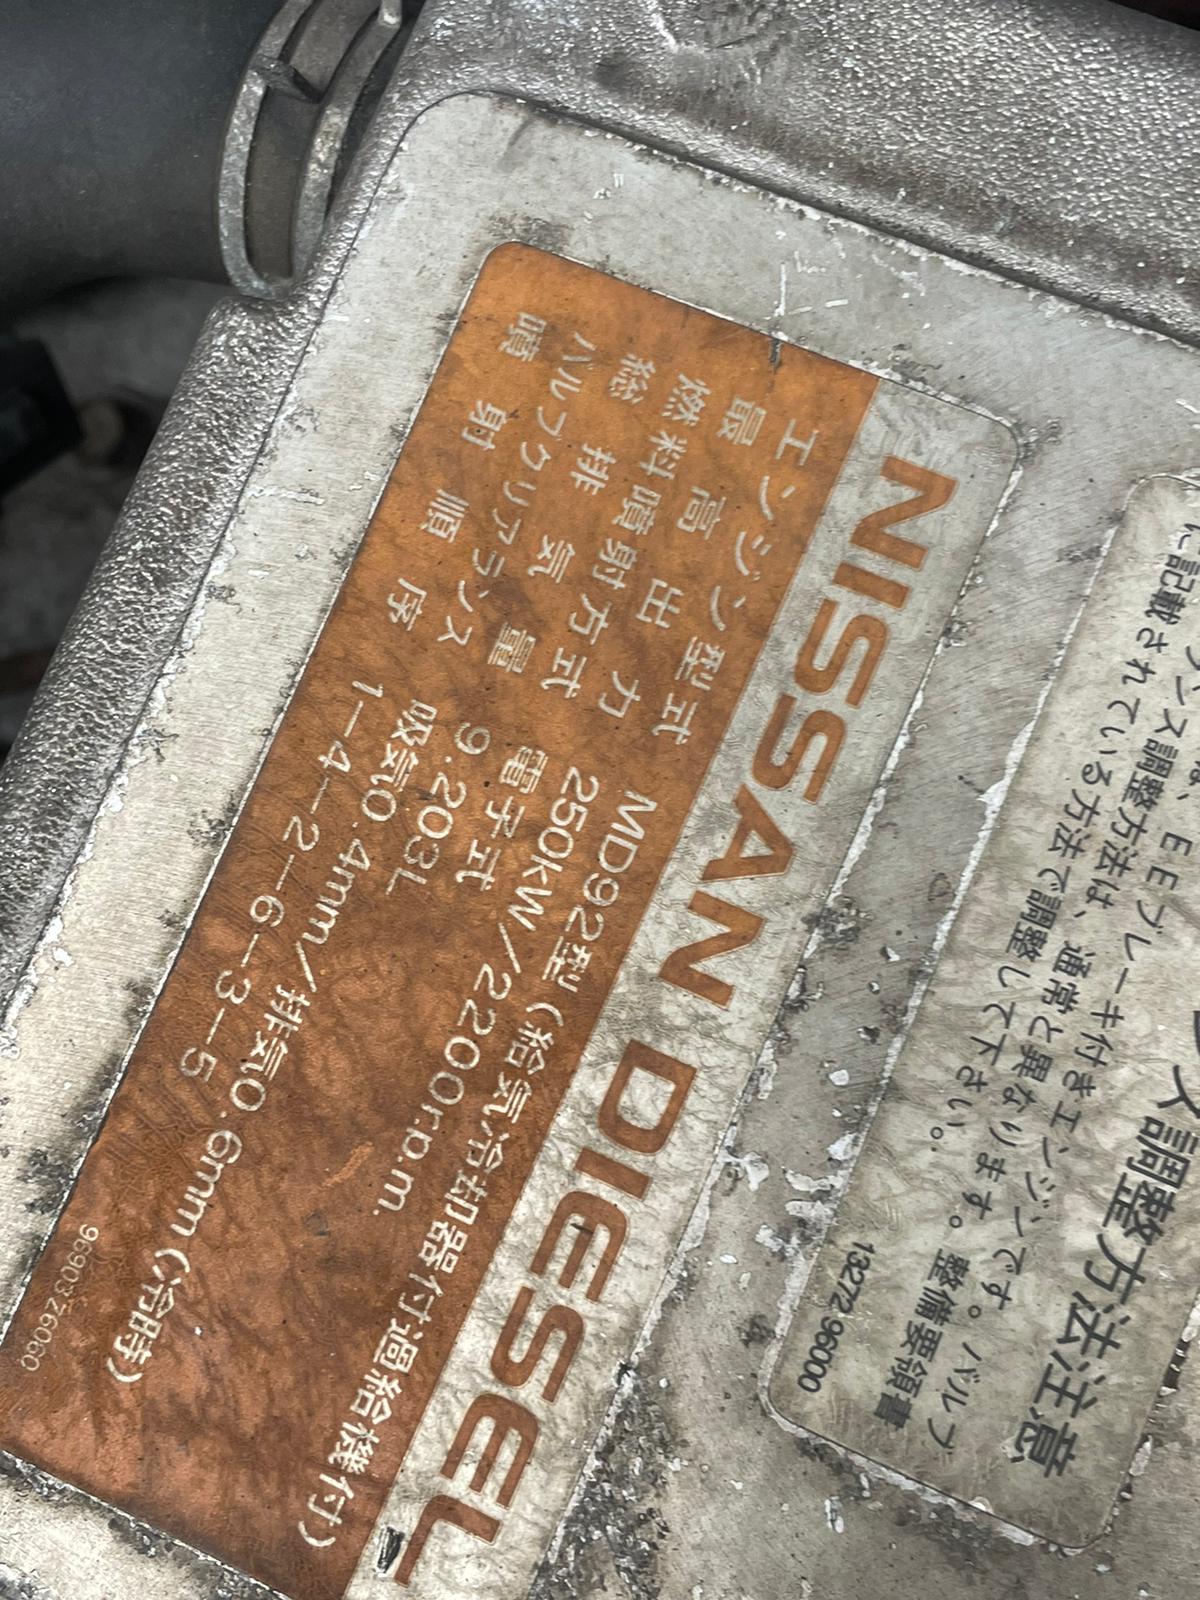 NISSAN DIESEL
エンジン型式 MD92型(給気冷却器付過給機付)
最高出力 250kW/2200r.p.m.
燃料噴射方式 電子式
総排気量 9.203L
バルブクリアランス 吸気0.4mm/排気0.6mm(冷時)
噴射順序 1-4-2-6-3-5
96903Z6090
ス調整方法注意
EEブレーキ付きエンジンです。バルブ
ンス調整方法は、通常と異なります。整備要領書
に記載されている方法で調整して下さい。
13272 96000